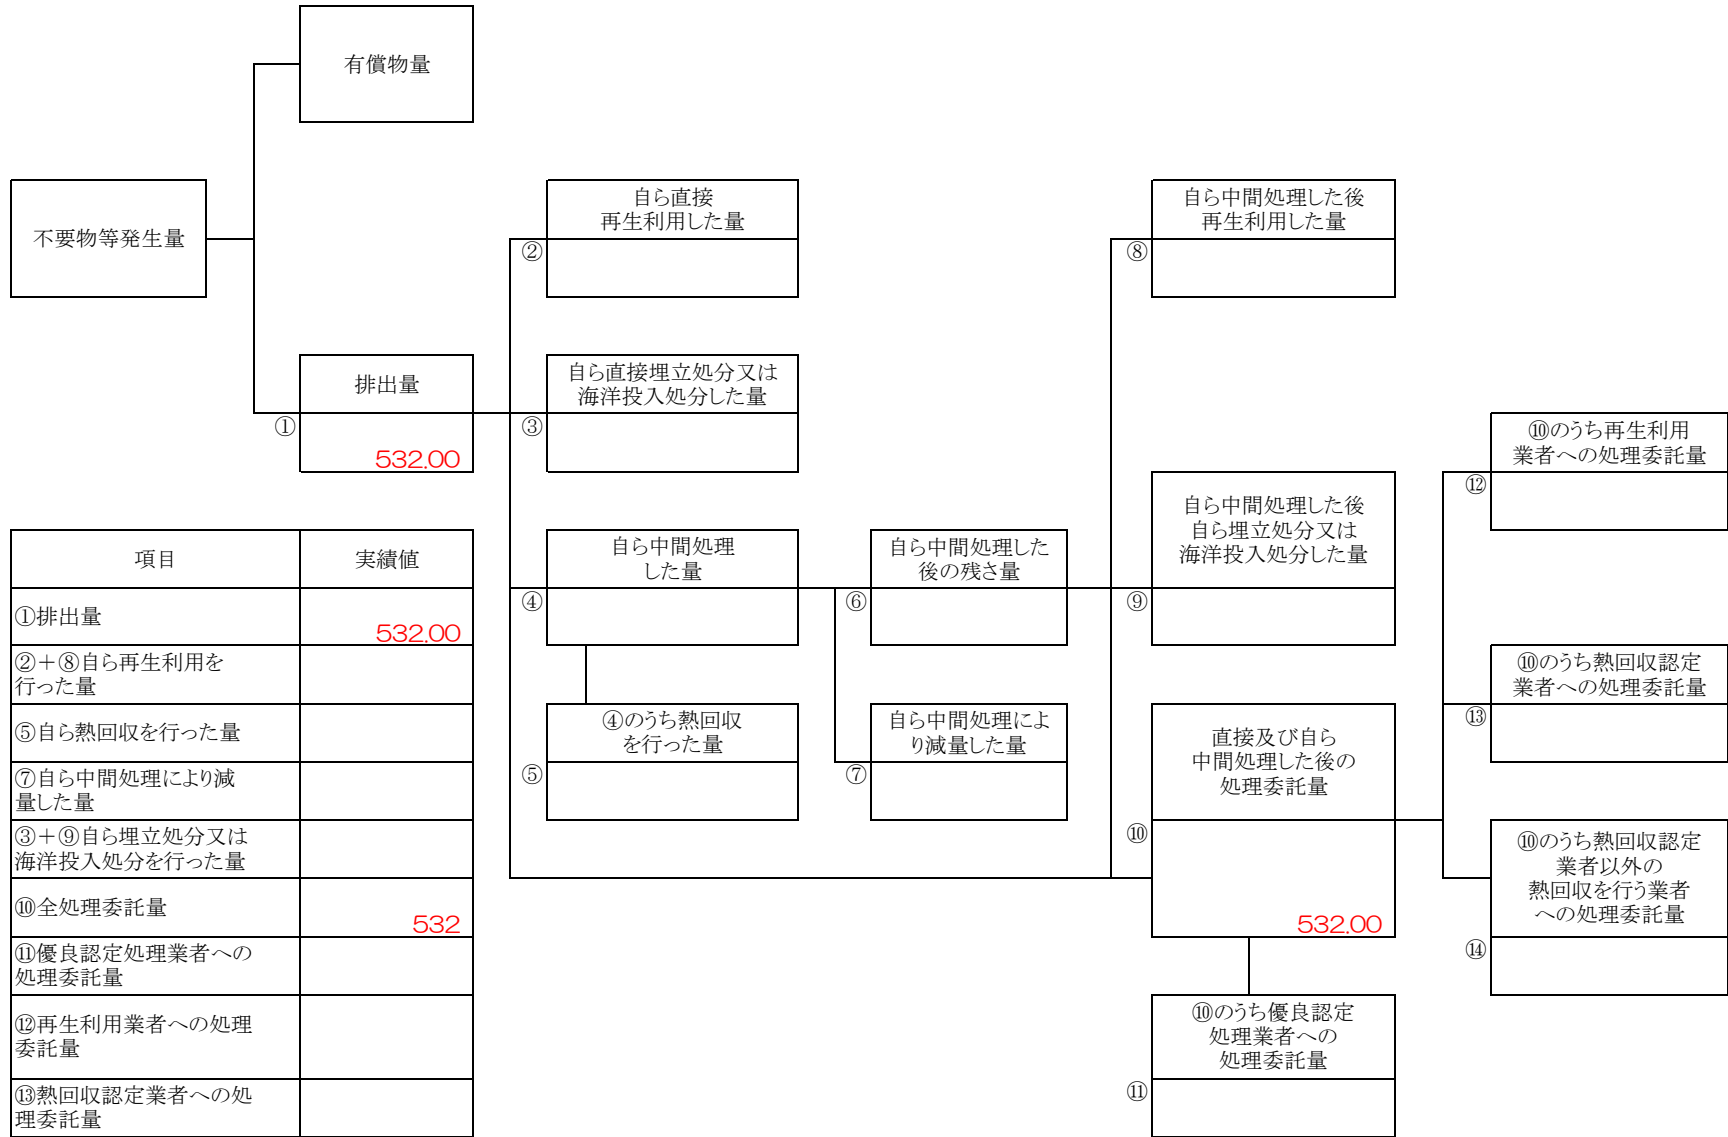 有償物量
不要物等発生量
自ら直接
再生利用した量
②
自ら中間処理した後
再生利用した量
⑧
排出量
①
532.00
自ら直接埋立処分又は
海洋投入処分した量
③
⑩のうち再生利用
業者への処理委託量
⑫
自ら中間処理
した量
④
自ら中間処理した
後の残さ量
⑥
自ら中間処理した後
自ら埋立処分又は
海洋投入処分した量
⑨
⑩のうち熱回収認定
業者への処理委託量
⑬
④のうち熱回収
を行った量
⑤
自ら中間処理によ
り減量した量
⑦
直接及び自ら
中間処理した後の
処理委託量
⑩
532.00
⑩のうち熱回収認定
業者以外の
熱回収を行う業者
への処理委託量
⑭
⑩のうち優良認定
処理業者への
処理委託量
⑪
項目
実績値
①排出量
532.00
②＋⑧自ら再生利用を
行った量
⑤自ら熱回収を行った量
⑦自ら中間処理により減
量した量
③＋⑨自ら埋立処分又は
海洋投入処分を行った量
⑩全処理委託量
532
⑪優良認定処理業者への
処理委託量
⑫再生利用業者への処理
委託量
⑬熱回収認定業者への処
理委託量